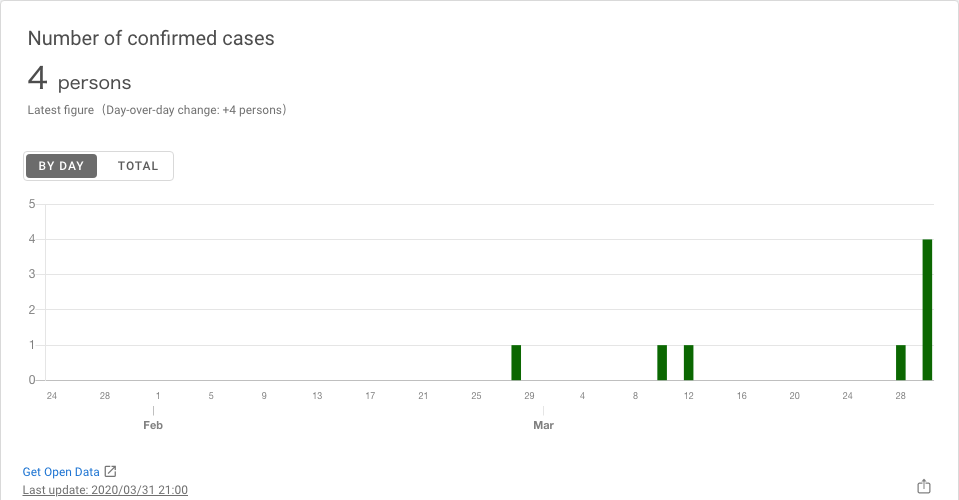 Number of confirmed cases
4 persons
Latest figure (Day-over-day change: +4 persons)
BY DAY TOTAL
5
4
3
2
1
0
24 28 1 5 9 13 17 21 25 29 4 8 12 16 20 24 28
Feb Mar
Get Open Data
Last update: 2020/03/31 21:00